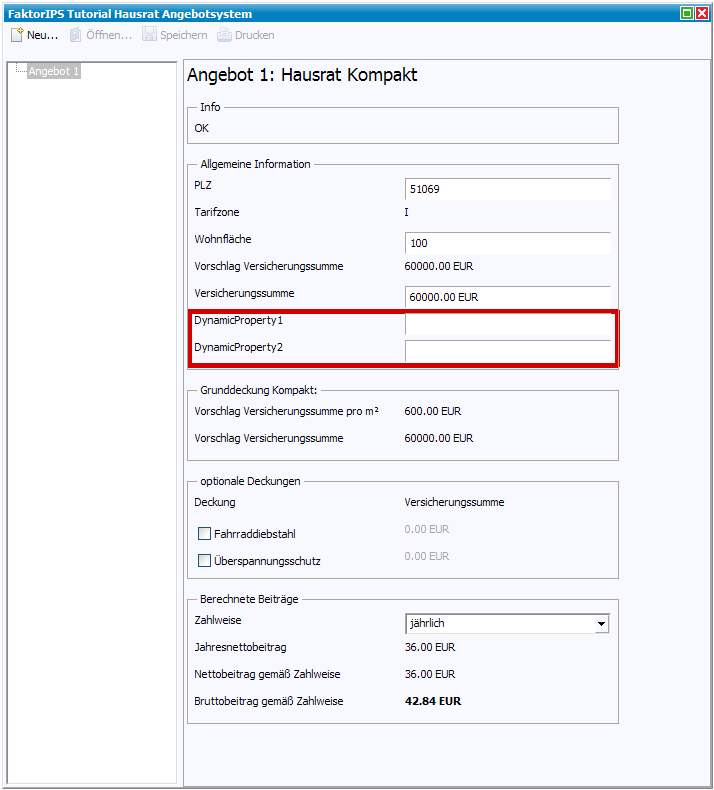 FaktorIPS Tutorial Hausrat Angebotsystem
Neu... Öffnen... Speichern Drucken
Angebot 1
Angebot 1: Hausrat Kompakt
Info
OK
Allgemeine Information
PLZ 51069
Tarifzone I
Wohnfläche 100
Vorschlag Versicherungssumme 60000.00 EUR
Versicherungssumme 60000.00 EUR
DynamicProperty1
DynamicProperty2
Grunddeckung Kompakt:
Vorschlag Versicherungssumme pro m² 600.00 EUR
Vorschlag Versicherungssumme 60000.00 EUR
optionale Deckungen
Deckung Versicherungssumme
Fahrraddiebstahl 0.00 EUR
Überspannungsschutz 0.00 EUR
Berechnete Beiträge
Zahlweise jährlich
Jahresnettobeitrag 36.00 EUR
Nettobeitrag gemäß Zahlweise 36.00 EUR
Bruttobeitrag gemäß Zahlweise 42.84 EUR